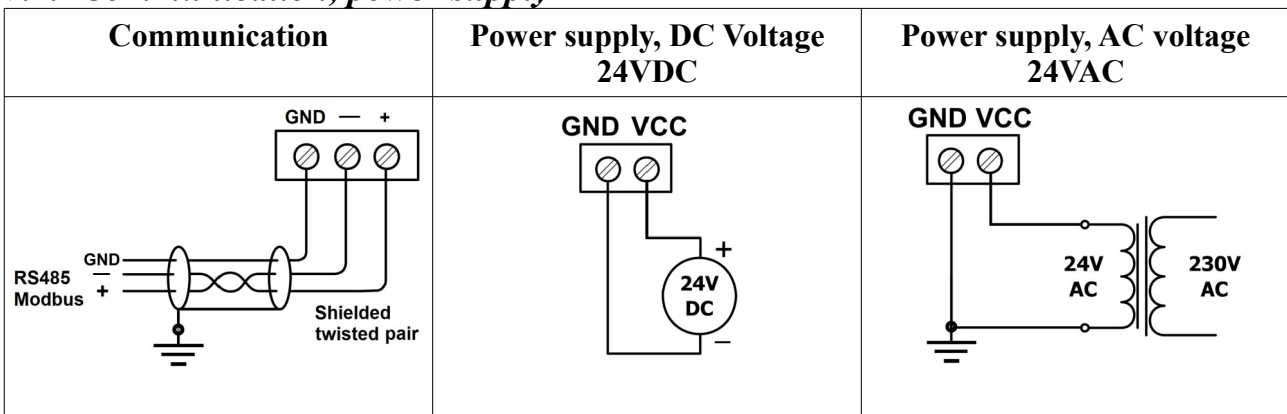 Communication
Power supply, DC Voltage
24VDC
Power supply, AC voltage
24VAC
GND — +
GND
RS485 —
Modbus +
Shielded
twisted pair
GND VCC
+
24V
DC
—
GND VCC
24V
AC
230V
AC